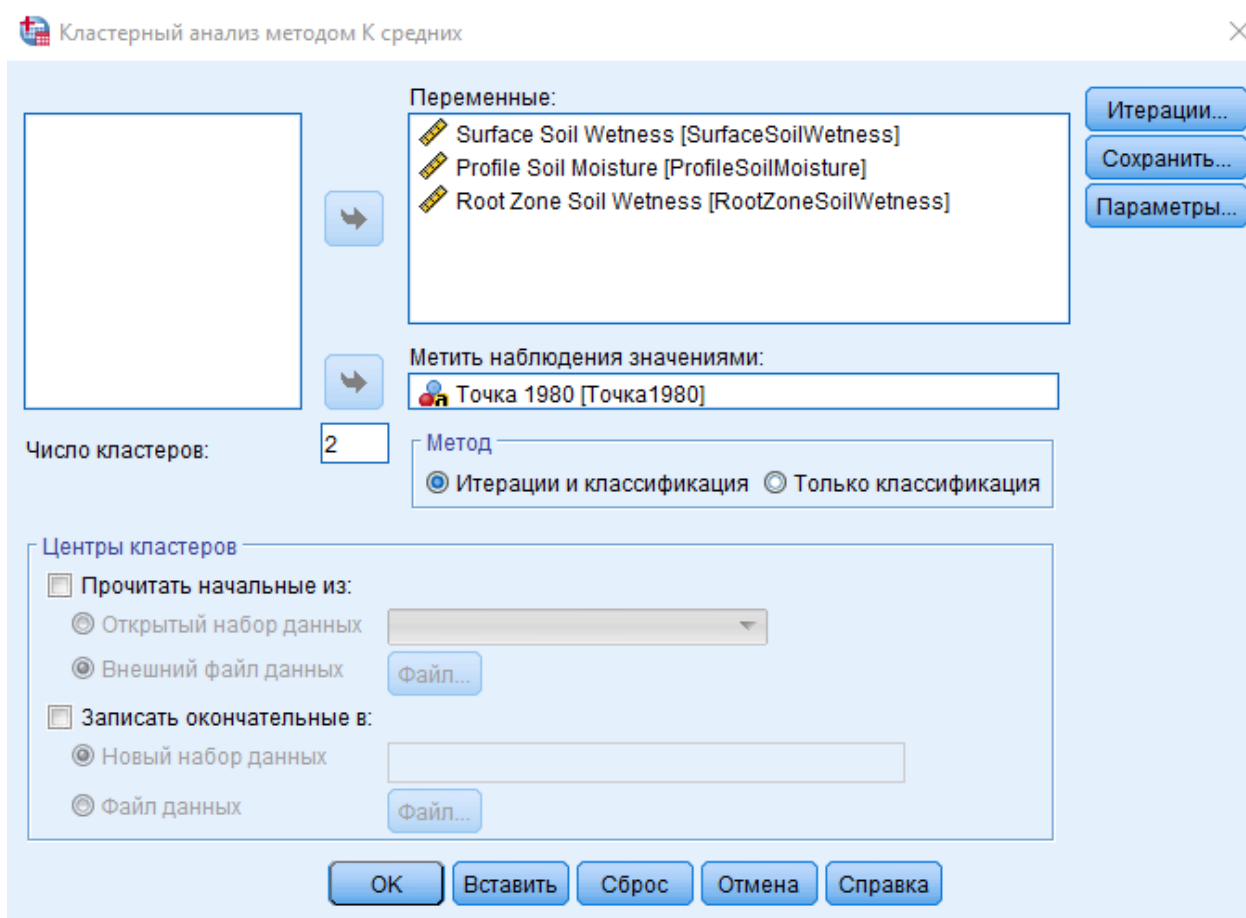 Кластерный анализ методом К средних
Переменные:
Surface Soil Wetness [SurfaceSoilWetness]
Profile Soil Moisture [ProfileSoilMoisture]
Root Zone Soil Wetness [RootZoneSoilWetness]
Итерации...
Сохранить...
Параметры...
Метить наблюдения значениями:
Точка 1980 [Точка1980]
Число кластеров:
2
Метод
Итерации и классификация
Только классификация
Центры кластеров
Прочитать начальные из:
Открытый набор данных
Внешний файл данных
Файл...
Записать окончательные в:
Новый набор данных
Файл данных
Файл...
ОК
Вставить
Сброс
Отмена
Справка